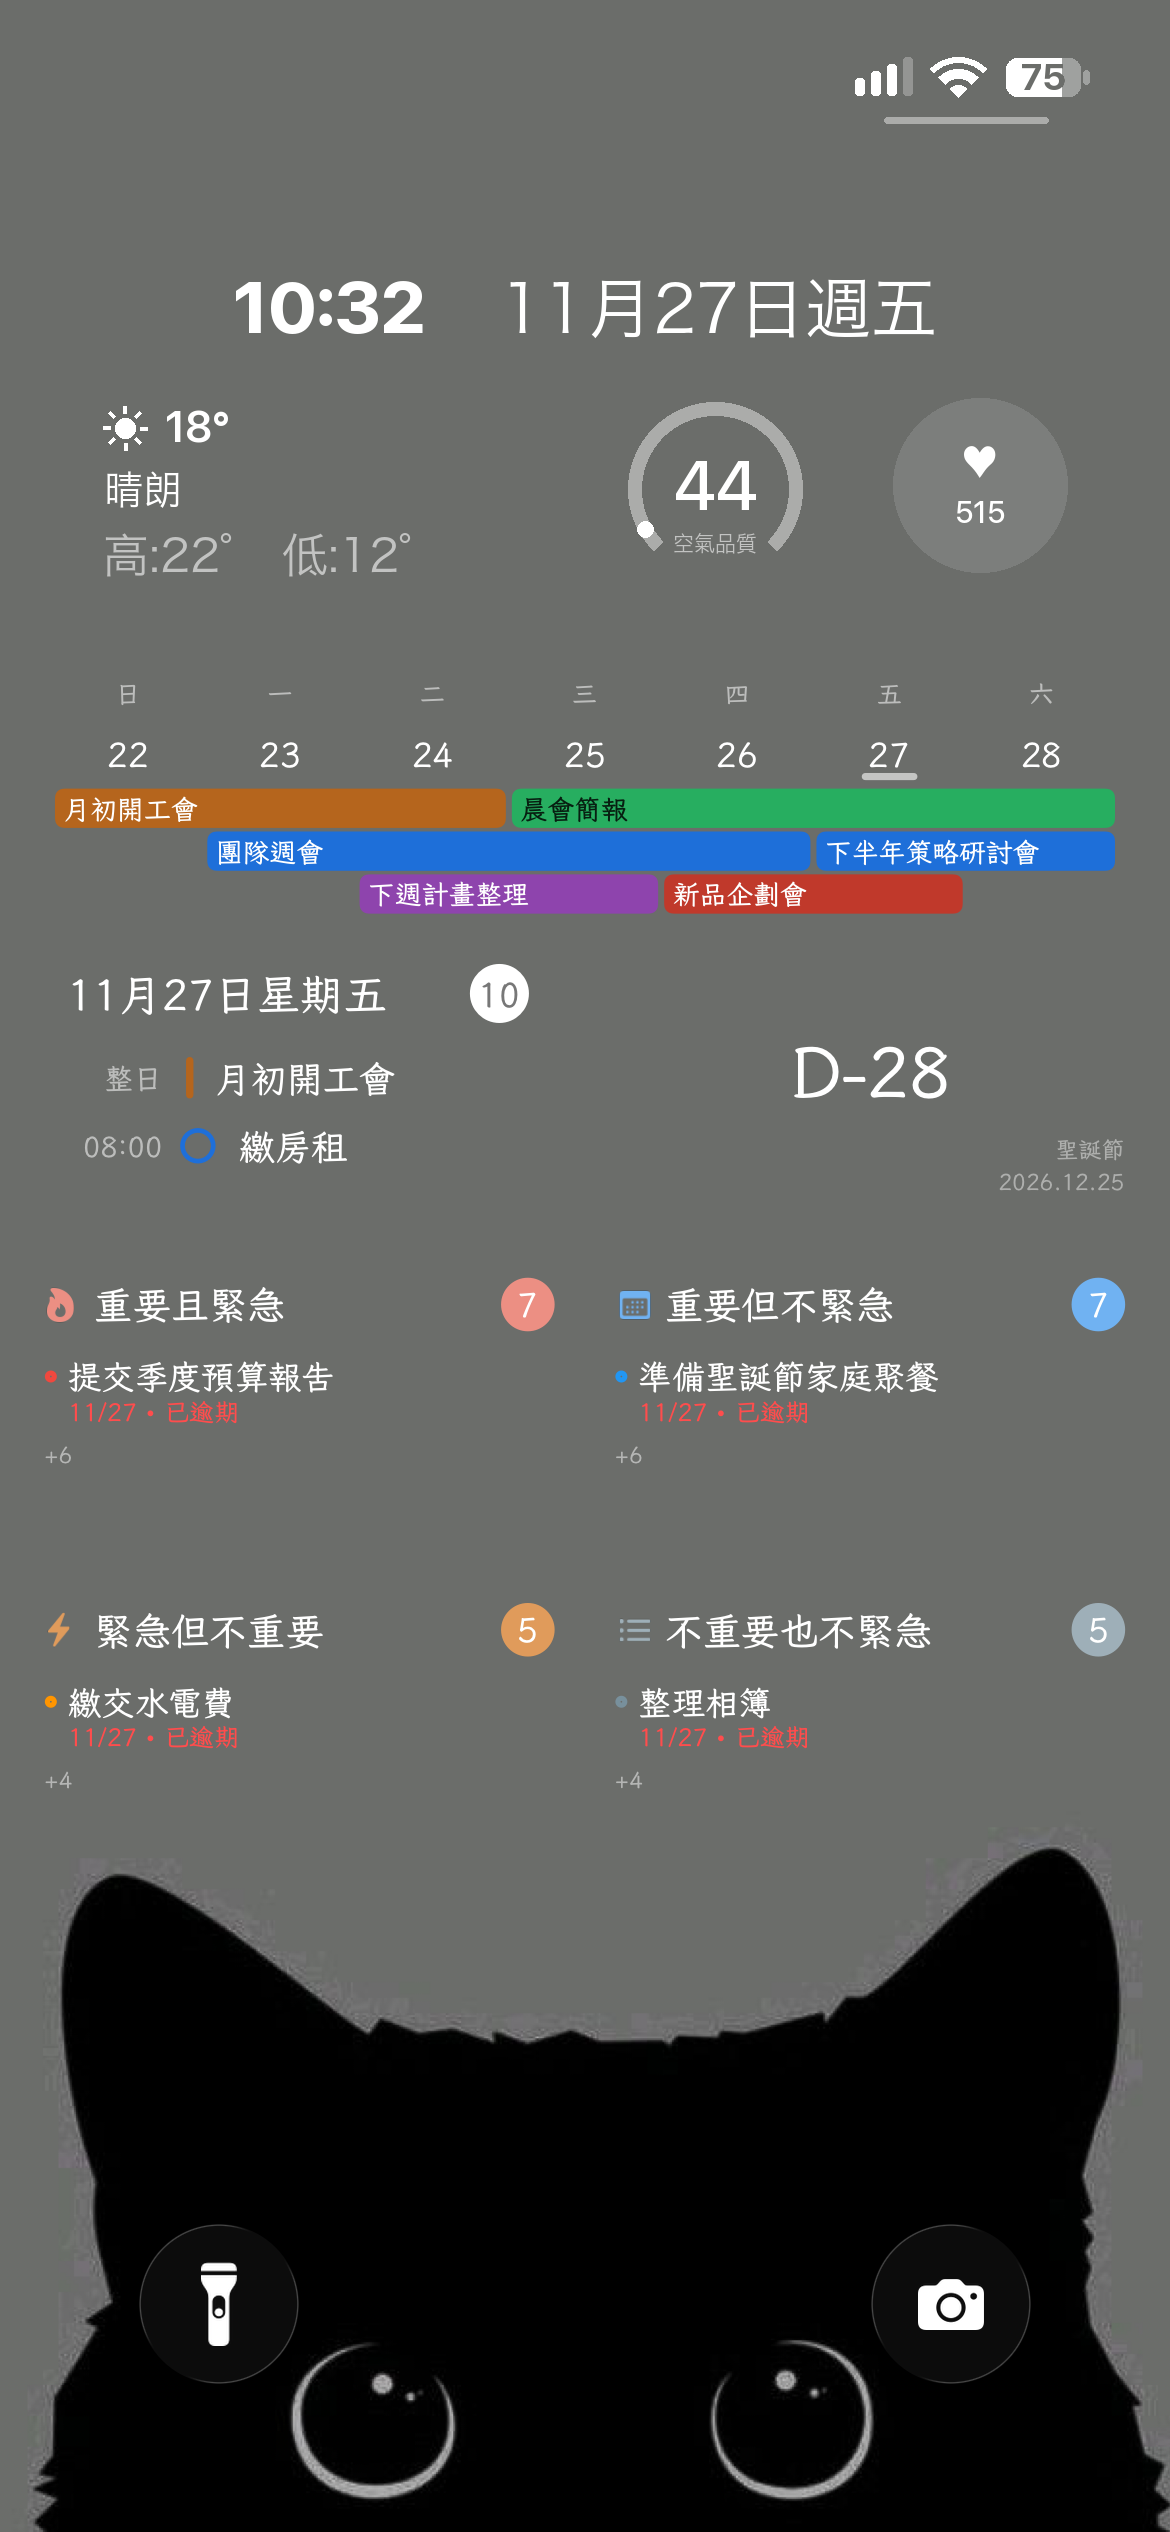 75
10:32 11月27日週五
18°
晴朗
高:22° 低:12°
44
空氣品質
515
日 一 二 三 四 五 六
22 23 24 25 26 27 28
月初開工會 晨會簡報
團隊週會 下半年策略研討會
下週計畫整理 新品企劃會
11月27日星期五 10
整日 月初開工會
08:00 繳房租
D-28
聖誕節
2026.12.25
重要且緊急 7
提交季度預算報告
11/27 • 已逾期
+6
重要但不緊急 7
準備聖誕節家庭聚餐
11/27 • 已逾期
+6
緊急但不重要 5
繳交水電費
11/27 • 已逾期
+4
不重要也不緊急 5
整理相簿
11/27 • 已逾期
+4